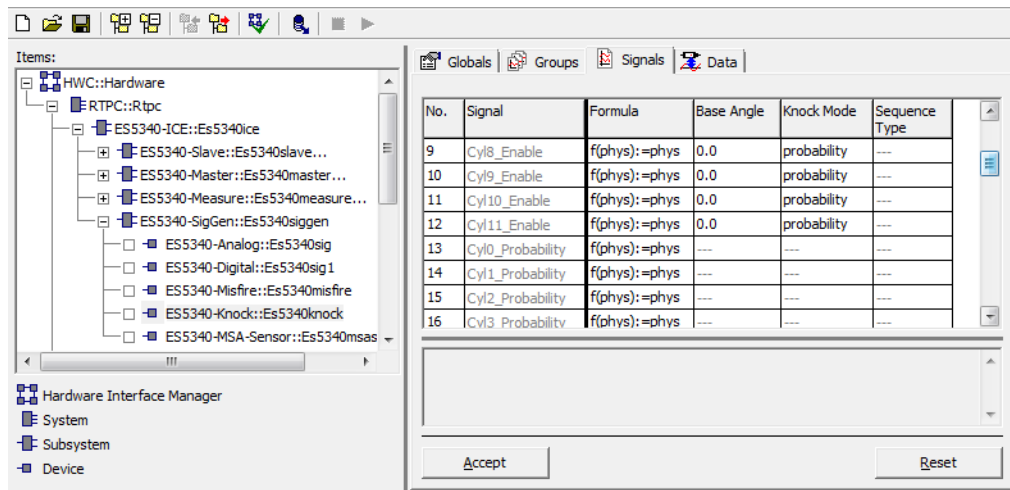 Items:
HWC::Hardware
RTPC::Rtpc
ES5340-ICE::Es5340ice
ES5340-Slave::Es5340slave...
ES5340-Master::Es5340master...
ES5340-Measure::Es5340measure...
ES5340-SigGen::Es5340siggen
ES5340-Analog::Es5340sig
ES5340-Digital::Es5340sig1
ES5340-Misfire::Es5340misfire
ES5340-Knock::Es5340knock
ES5340-MSA-Sensor::Es5340msas
Hardware Interface Manager
System
Subsystem
Device
Globals Groups Signals Data
No. Signal Formula Base Angle Knock Mode Sequence Type
9 Cyl8_Enable f(phys):=phys 0.0 probability ---
10 Cyl9_Enable f(phys):=phys 0.0 probability ---
11 Cyl10_Enable f(phys):=phys 0.0 probability ---
12 Cyl11_Enable f(phys):=phys 0.0 probability ---
13 Cyl0_Probability f(phys):=phys --- --- ---
14 Cyl1_Probability f(phys):=phys --- --- ---
15 Cyl2_Probability f(phys):=phys --- --- ---
16 Cyl3_Probability f(phys):=phys --- --- ---
Accept Reset